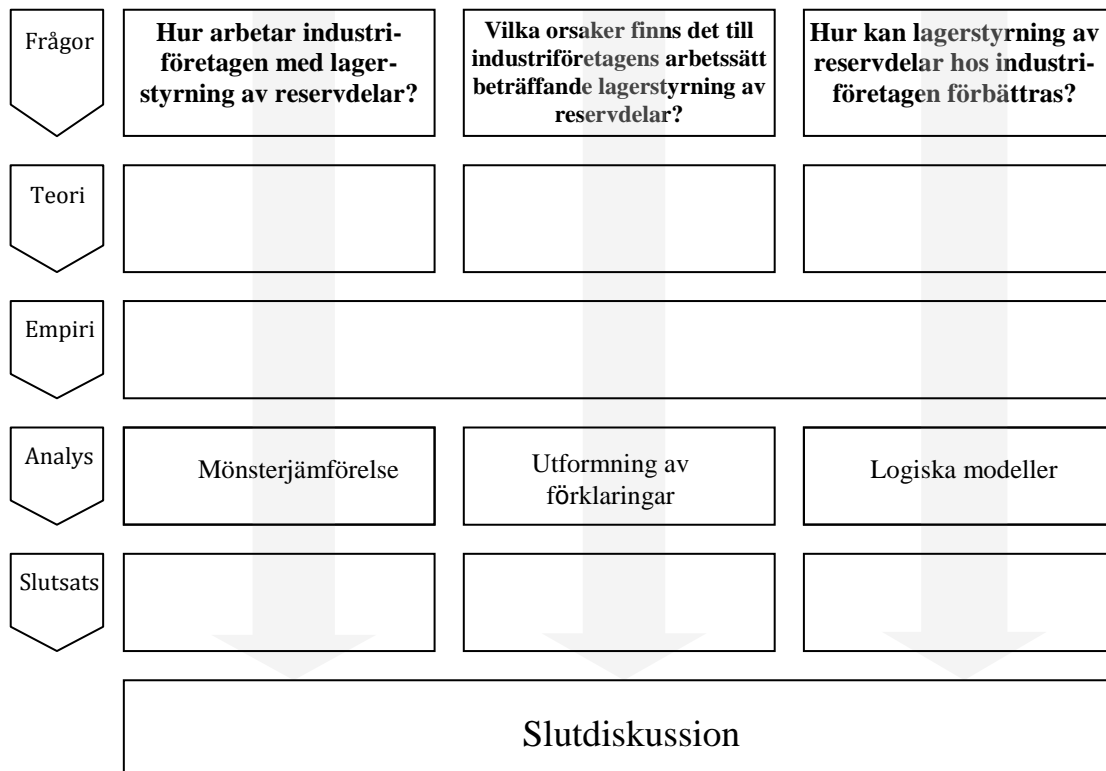 Frågor
Hur arbetar industri-
företagen med lager-
styrning av reservdelar?
Vilka orsaker finns det till
industriföretagens arbetssätt
beträffande lagerstyrning av
reservdelar?
Hur kan lagerstyrning av
reservdelar hos industri-
företagen förbättras?
Teori
Empiri
Analys
Mönsterjämförelse
Utformning av
förklaringar
Logiska modeller
Slutsats
Slutdiskussion